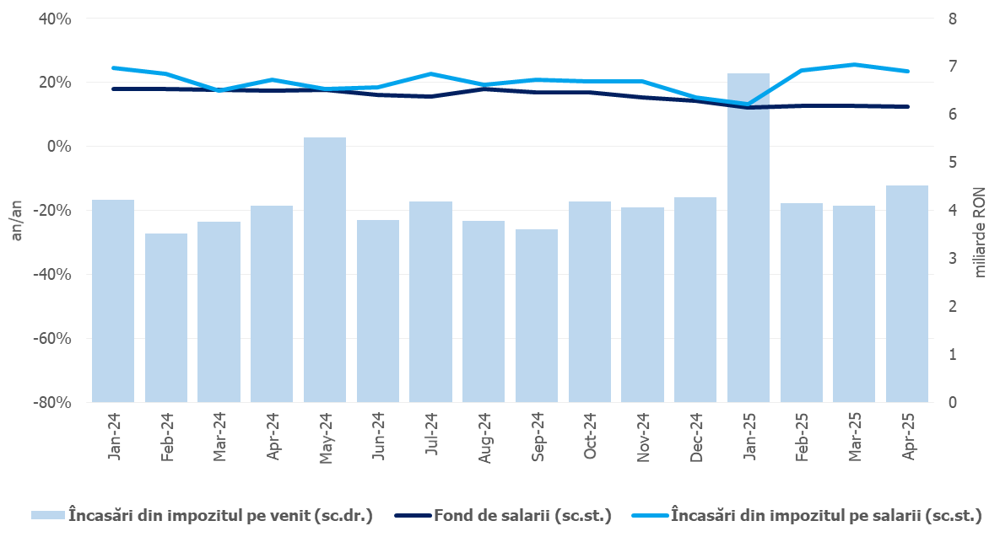 40%
20%
0%
-20%
-40%
-60%
-80%
an/an
8
7
6
5
4
3
2
1
0
miliarde RON
Jan-24
Feb-24
Mar-24
Apr-24
May-24
Jun-24
Jul-24
Aug-24
Sep-24
Oct-24
Nov-24
Dec-24
Jan-25
Feb-25
Mar-25
Apr-25
Încasări din impozitul pe venit (sc.dr.) Fond de salarii (sc.st.) Încasări din impozitul pe salarii (sc.st.)